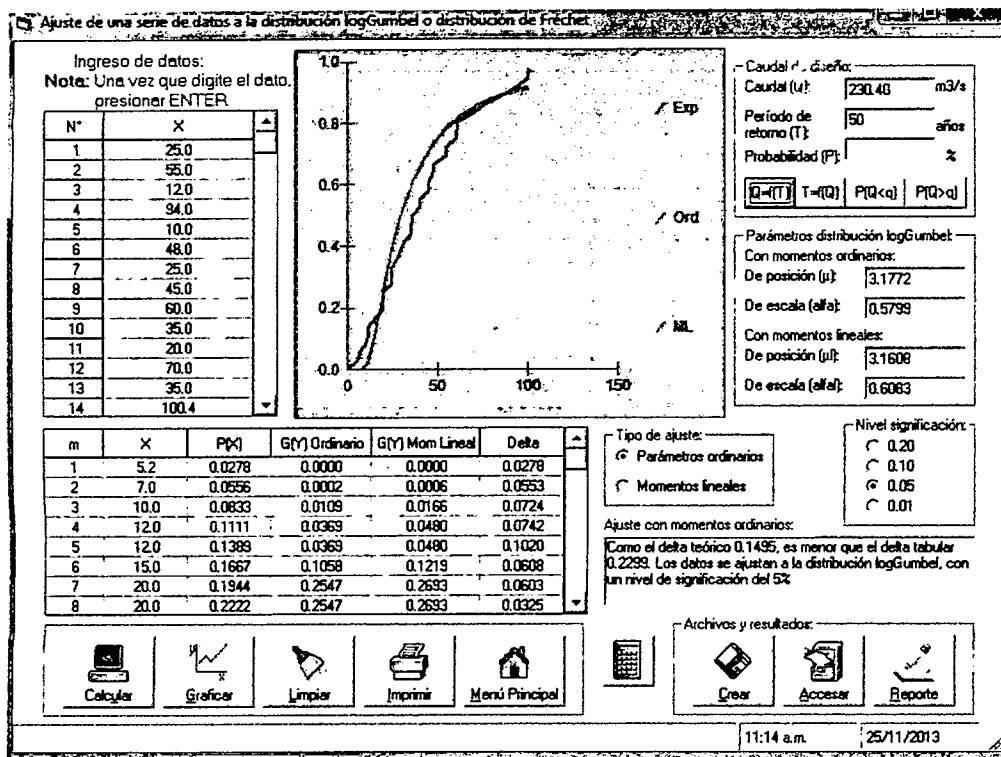 Ajuste de una serie de datos a la distribución logGumbel o distribución de Fréchet
Ingreso de datos:
Nota: Una vez que digite el dato,
presionar ENTER
N° X
1 25.0
2 55.0
3 12.0
4 94.0
5 10.0
6 48.0
7 25.0
8 45.0
9 60.0
10 35.0
11 20.0
12 70.0
13 35.0
14 100.4
1.0
0.8
0.6
0.4
0.2
0.0
0 50 100 150
Exp
Ord
ML
Caudal de diseño:
Caudal (Q): 230.46 m3/s
Período de
retorno (T): 50 años
Probabilidad (P): %
Q=f(T) T=f(Q) P(Q<q) P(Q>q)
Parámetros distribución logGumbel:
Con momentos ordinarios:
De posición (µ): 3.1772
De escala (alfa): 0.5799
Con momentos lineales:
De posición (µl): 3.1608
De escala (alfal): 0.6083
m X P(X) G(Y) Ordinario G(Y) Mom Lineal Delta
1 5.2 0.0278 0.0000 0.0000 0.0278
2 7.0 0.0556 0.0002 0.0006 0.0553
3 10.0 0.0833 0.0109 0.0166 0.0724
4 12.0 0.1111 0.0369 0.0480 0.0742
5 12.0 0.1389 0.0369 0.0480 0.1020
6 15.0 0.1667 0.1058 0.1219 0.0608
7 20.0 0.1944 0.2547 0.2693 0.0603
8 20.0 0.2222 0.2547 0.2693 0.0325
Tipo de ajuste:
Parámetros ordinarios
Momentos lineales
Nivel significación:
0.20
0.10
0.05
0.01
Ajuste con momentos ordinarios:
Como el delta teórico 0.1495, es menor que el delta tabular
0.2299. Los datos se ajustan a la distribución logGumbel, con
un nivel de significación del 5%
Calcular Graficar Limpiar Imprimir Menú Principal
Archivos y resultados:
Crear Accesar Reporte
11:14 a.m. 25/11/2013